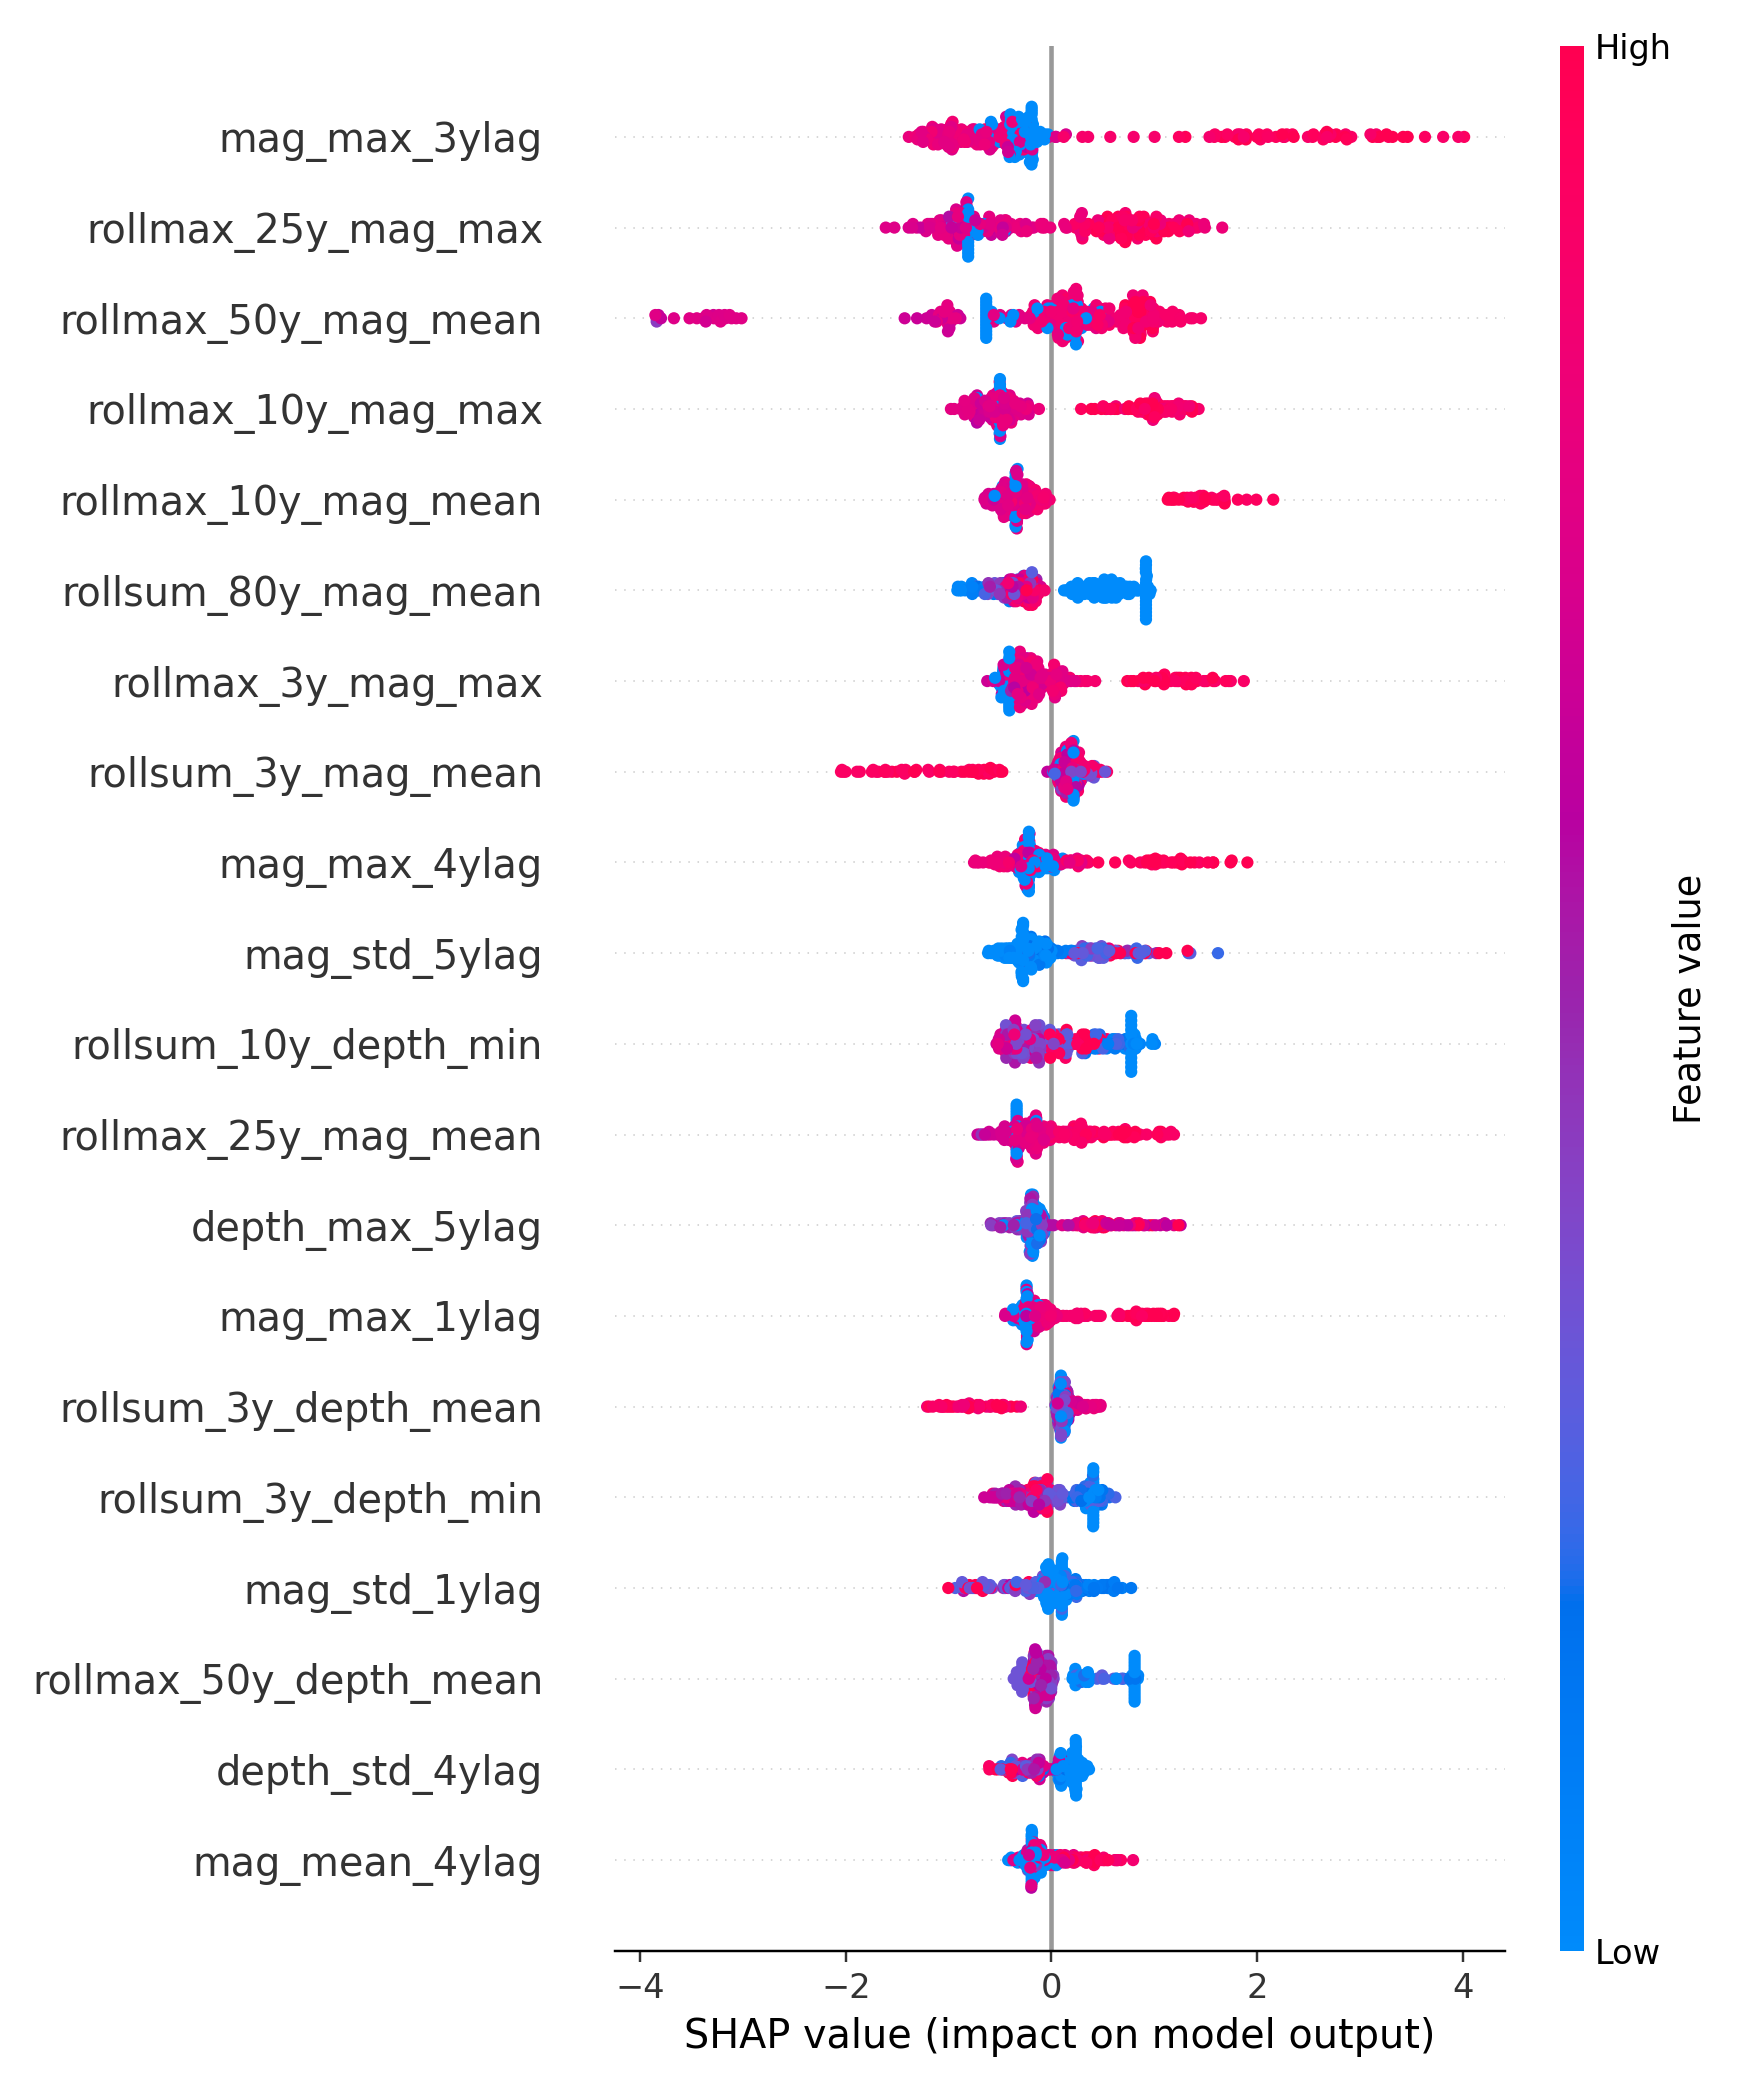 High
mag_max_3ylag
rollmax_25y_mag_max
rollmax_50y_mag_mean
rollmax_10y_mag_max
rollmax_10y_mag_mean
rollsum_80y_mag_mean
rollmax_3y_mag_max
rollsum_3y_mag_mean
mag_max_4ylag
mag_std_5ylag
rollsum_10y_depth_min
rollmax_25y_mag_mean
depth_max_5ylag
mag_max_1ylag
rollsum_3y_depth_mean
rollsum_3y_depth_min
mag_std_1ylag
rollmax_50y_depth_mean
depth_std_4ylag
mag_mean_4ylag
Feature value
Low
−4 −2 0 2 4
SHAP value (impact on model output)